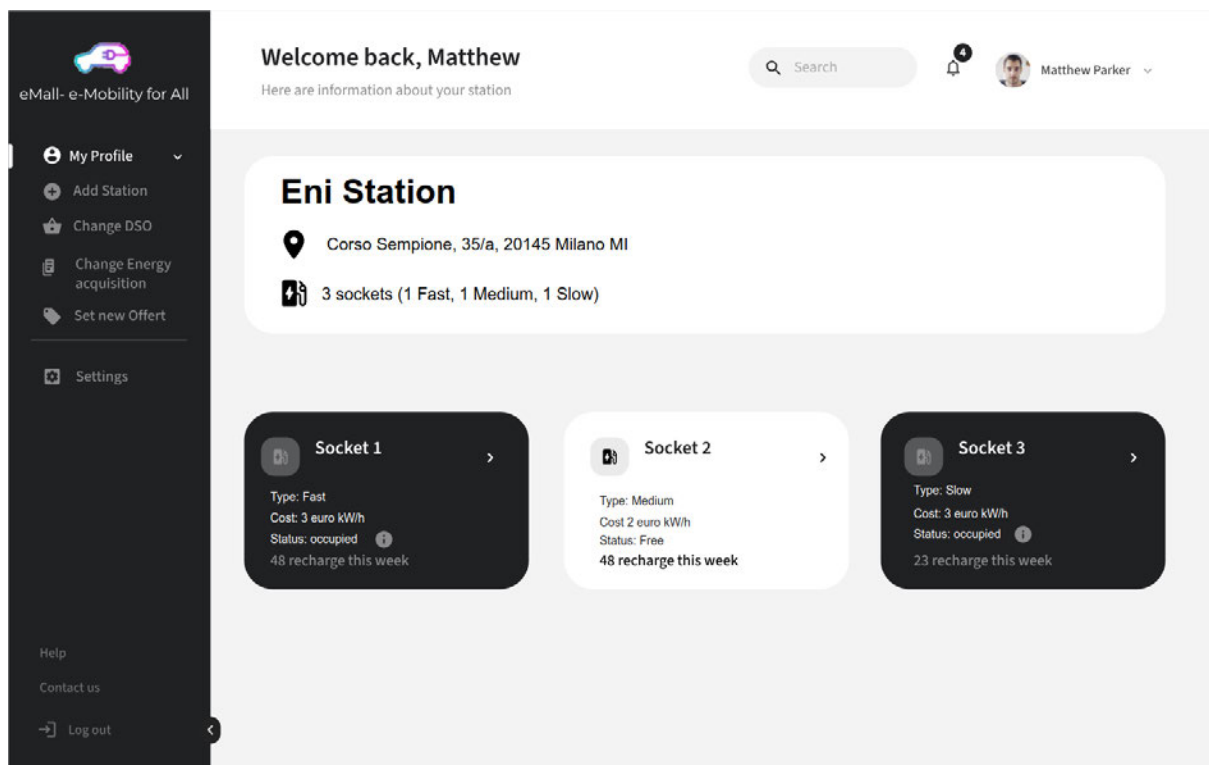 eMall- e-Mobility for All
My Profile
Add Station
Change DSO
Change Energy
acquisition
Set new Offert
Settings
Help
Contact us
Log out
Welcome back, Matthew
Here are information about your station
Search
4
Matthew Parker
Eni Station
Corso Sempione, 35/a, 20145 Milano MI
3 sockets (1 Fast, 1 Medium, 1 Slow)
Socket 1
Type: Fast
Cost: 3 euro kW/h
Status: occupied
48 recharge this week
Socket 2
Type: Medium
Cost 2 euro kW/h
Status: Free
48 recharge this week
Socket 3
Type: Slow
Cost: 3 euro kW/h
Status: occupied
23 recharge this week